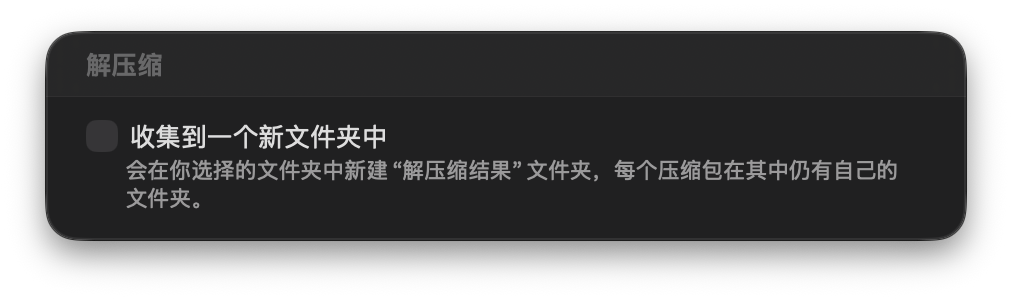 解压缩
收集到一个新文件夹中
会在你选择的文件夹中新建 “解压缩结果” 文件夹，每个压缩包在其中仍有自己的
文件夹。